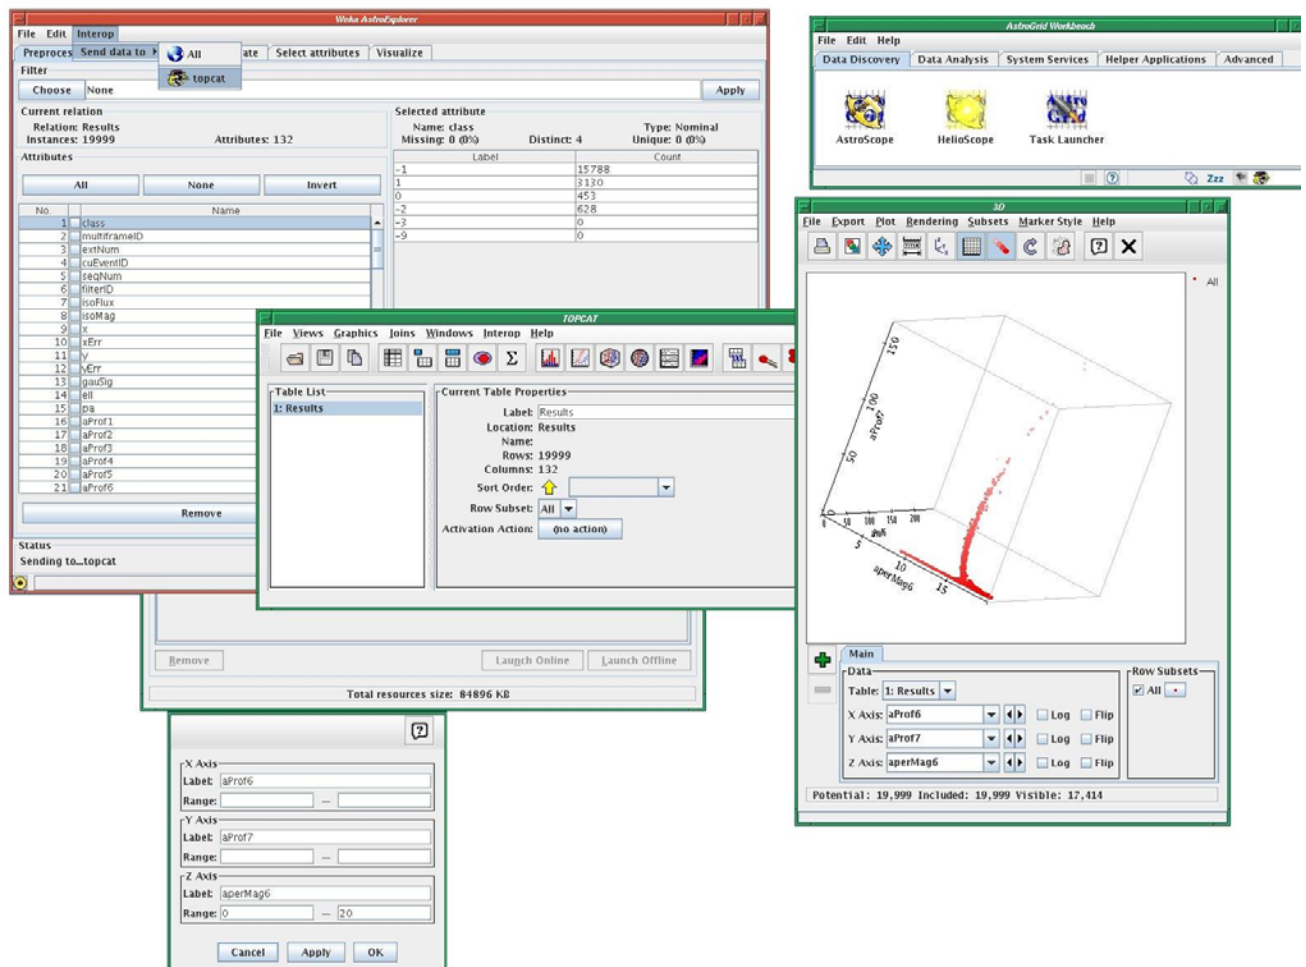 Weka AstroExplorer
File Edit Interop
Preproces Send data to All ate Select attributes Visualize
topcat
Filter
Choose None Apply
Current relation
Relation: Results
Instances: 19999 Attributes: 132
Selected attribute
Name: class Type: Nominal
Missing: 0 (0%) Distinct: 4 Unique: 0 (0%)
Label Count
-1 15788
1 3130
0 453
-2 628
-3 0
-9 0
Attributes
All None Invert
No. Name
1 class
2 multiframeID
3 extNum
4 cuEventID
5 seqNum
6 filterID
7 isoFlux
8 isoMag
9 x
10 xErr
11 y
12 yErr
13 gauSig
14 ell
15 pa
16 aProf1
17 aProf2
18 aProf3
19 aProf4
20 aProf5
21 aProf6
Remove
Status
Sending to...topcat
AstroGrid Workbench
File Edit Help
Data Discovery Data Analysis System Services Helper Applications Advanced
AstroScope HelioScope Task Launcher
Zzz
TOPCAT
File Views Graphics Joins Windows Interop Help
Table List
1: Results
Current Table Properties
Label: Results
Location: Results
Name:
Rows: 19999
Columns: 132
Sort Order:
Row Subset: All
Activation Action: (no action)
Remove Launch Online Launch Offline
Total resources size: 84896 KB
3D
File Export Plot Rendering Subsets Marker Style Help
All
150
100
aProf7
50
0
0 50 100 150 200
aProf6
5
10
aperMag6
15
Main
Data
Table: 1: Results
X Axis: aProf6 Log Flip
Y Axis: aProf7 Log Flip
Z Axis: aperMag6 Log Flip
Row Subsets
All
Potential: 19,999 Included: 19,999 Visible: 17,414
X Axis
Label: aProf6
Range: —
Y Axis
Label: aProf7
Range: —
Z Axis
Label: aperMag6
Range: 0 — 20
Cancel Apply OK